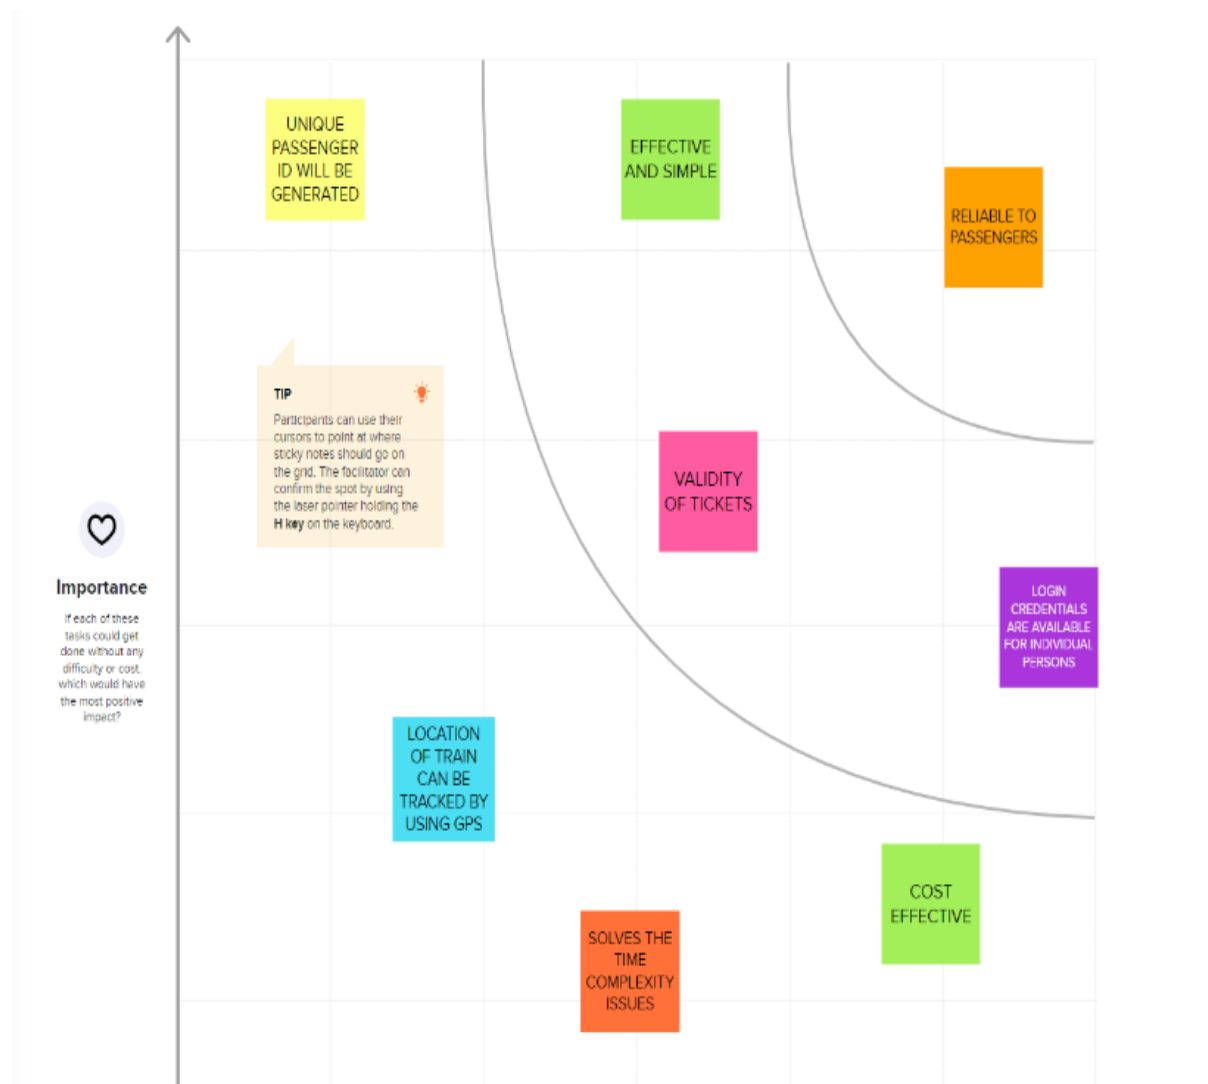 UNIQUE
PASSENGER
ID WILL BE
GENERATED
EFFECTIVE
AND SIMPLE
RELIABLE TO
PASSENGERS
TIP
Participants can use their
cursors to point at where
sticky notes should go on
the grid. The facilitator can
confirm the spot by using
the laser pointer holding the
H key on the keyboard.
VALIDITY
OF TICKETS
Importance
If each of these
tasks could get
done without any
difficulty or cost,
which would have
the most positive
impact?
LOGIN
CREDENTIALS
ARE AVAILABLE
FOR INDIVIDUAL
PERSONS
LOCATION
OF TRAIN
CAN BE
TRACKED BY
USING GPS
COST
EFFECTIVE
SOLVES THE
TIME
COMPLEXITY
ISSUES